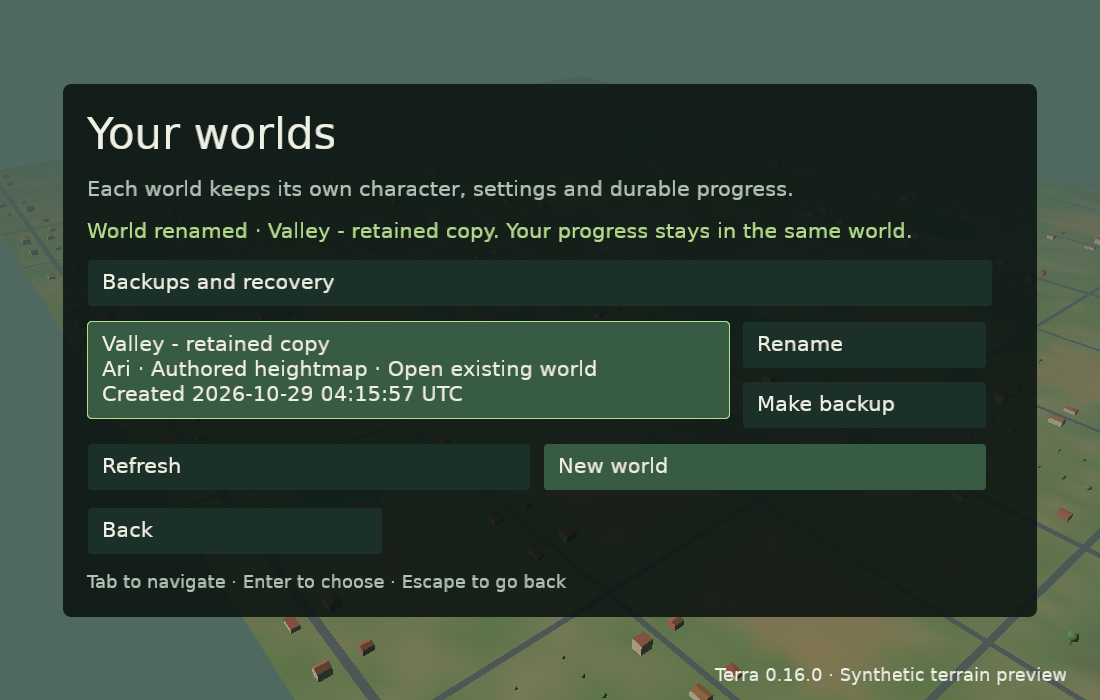 Your worlds
Each world keeps its own character, settings and durable progress.
World renamed · Valley - retained copy. Your progress stays in the same world.
Backups and recovery
Valley - retained copy
Ari · Authored heightmap · Open existing world
Created 2026-10-29 04:15:57 UTC
Rename
Make backup
Refresh
New world
Back
Tab to navigate · Enter to choose · Escape to go back
Terra 0.16.0 · Synthetic terrain preview